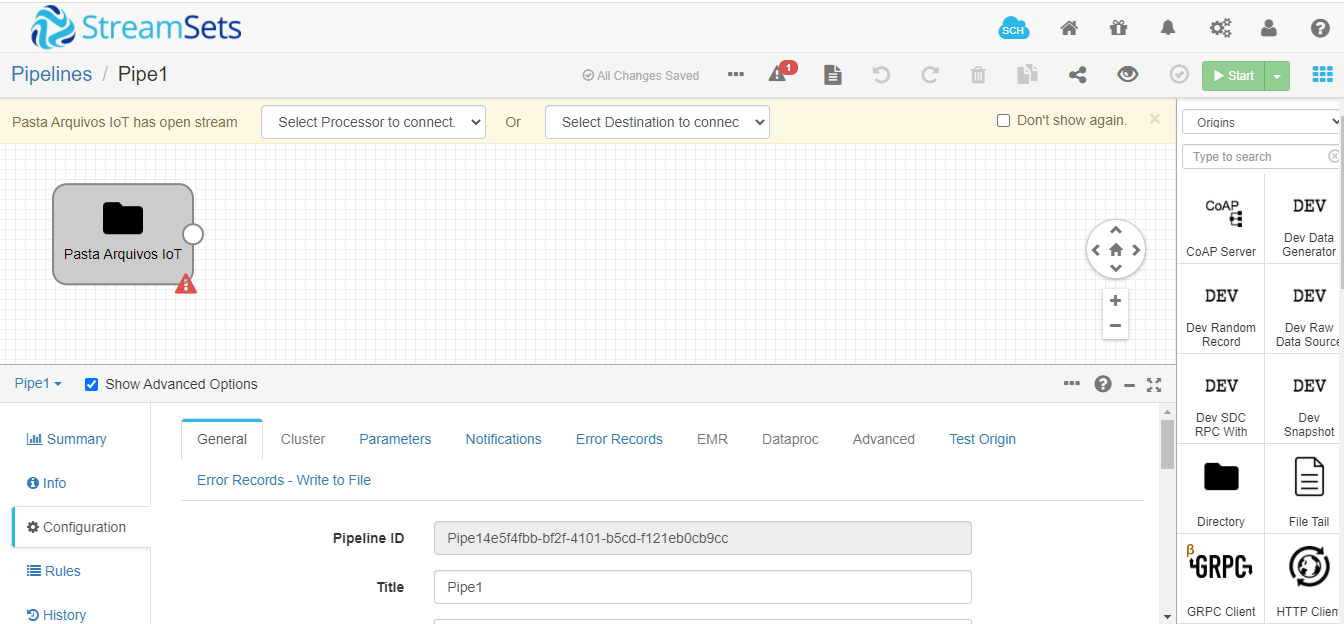 StreamSets
SCH
Pipelines / Pipe1
All Changes Saved
1
Start
Pasta Arquivos IoT has open stream
Select Processor to connect.
Or
Select Destination to connec
Don't show again.
Origins
Type to search
Pasta Arquivos IoT
CoAP
CoAP Server
DEV
Dev Data
Generator
DEV
Dev Random
Record
DEV
Dev Raw
Data Source
DEV
Dev SDC
RPC With
DEV
Dev
Snapshot
Directory
File Tail
β
GRPC
GRPC Client
HTTP Clien
Pipe1
Show Advanced Options
Summary
Info
Configuration
Rules
History
General
Cluster
Parameters
Notifications
Error Records
EMR
Dataproc
Advanced
Test Origin
Error Records - Write to File
Pipeline ID
Pipe14e5f4fbb-bf2f-4101-b5cd-f121eb0cb9cc
Title
Pipe1